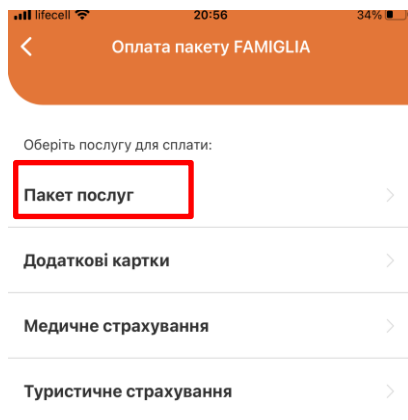 lifecell 20:56 34%
Оплата пакету FAMIGLIA
Оберіть послугу для сплати:
Пакет послуг
Додаткові картки
Медичне страхування
Туристичне страхування